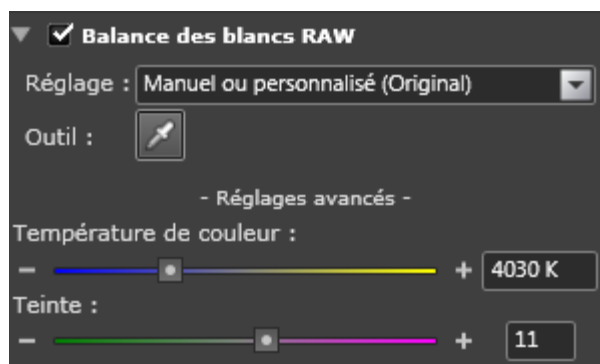 Balance des blancs RAW
Réglage : Manuel ou personnalisé (Original)
Outil :
- Réglages avancés -
Température de couleur :
- + 4030 K
Teinte :
- + 11